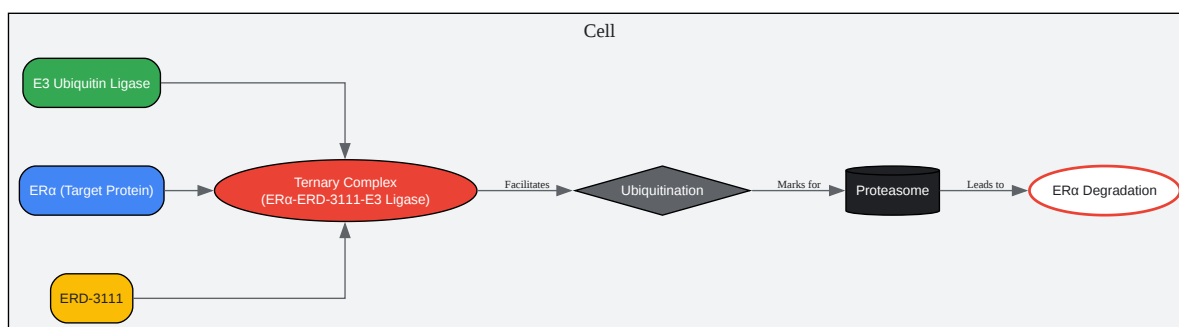 Cell
E3 Ubiquitin Ligase
ERα (Target Protein)
ERD-3111
Ternary Complex
(ERα-ERD-3111-E3 Ligase)
Facilitates
Ubiquitination
Marks for
Proteasome
Leads to
ERα Degradation